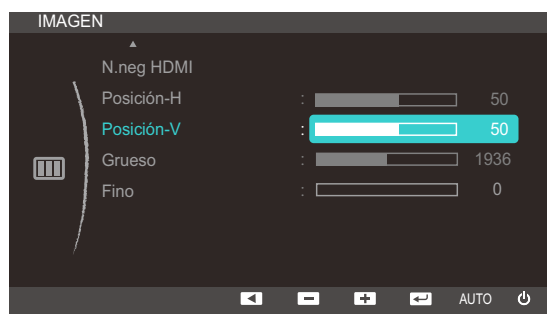 IMAGEN
N.neg HDMI
Posición-H : 50
Posición-V : 50
Grueso : 1936
Fino : 0
AUTO